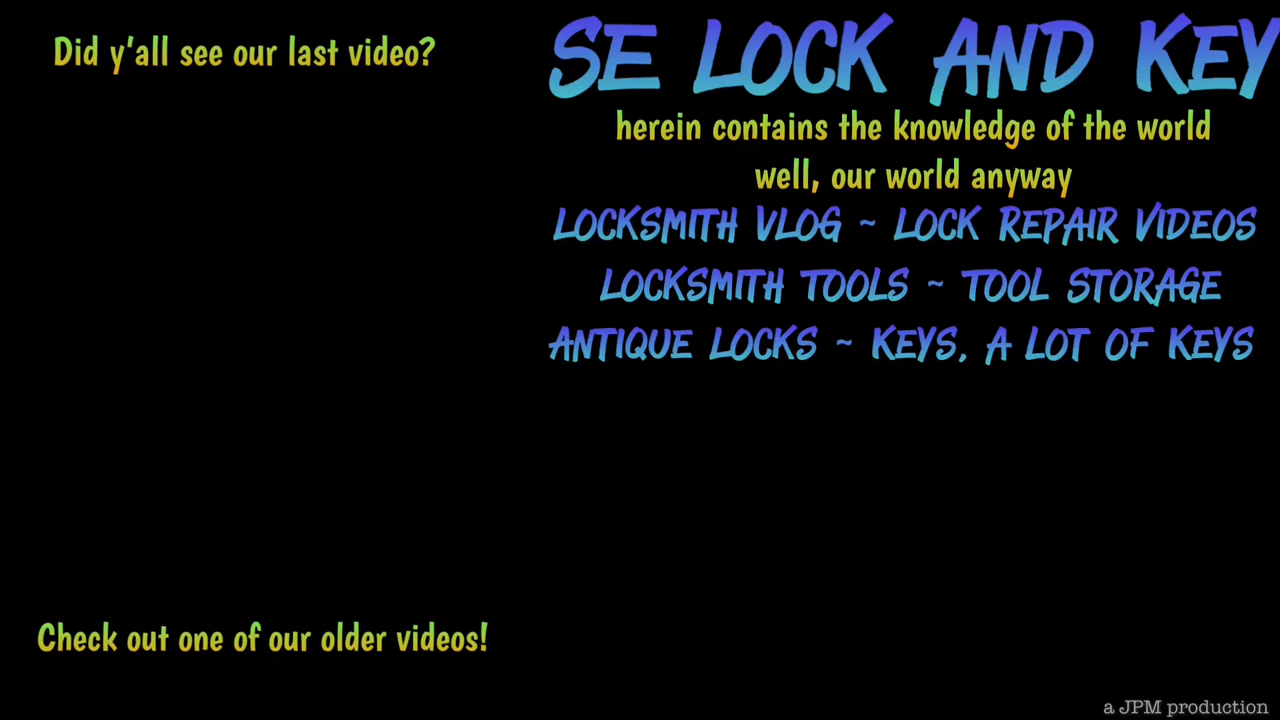 Did y'all see our last video?
SE LOCK AND KEY
herein contains the knowledge of the world
well, our world anyway
LOCKSMITH VLOG ~ LOCK REPAIR VIDEOS
LOCKSMITH TOOLS ~ TOOL STORAGE
ANTIQUE LOCKS ~ KEYS, A LOT OF KEYS
Check out one of our older videos!
a JPM production